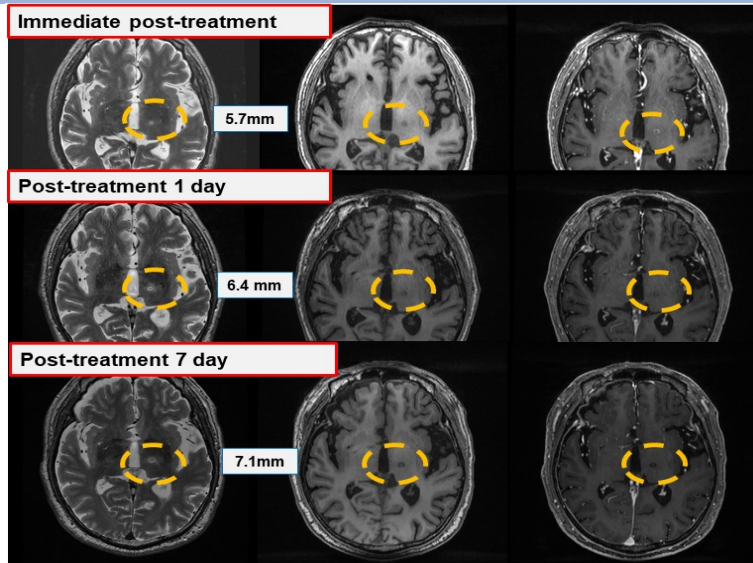 Immediate post-treatment
5.7mm
Post-treatment 1 day
6.4 mm
Post-treatment 7 day
7.1mm